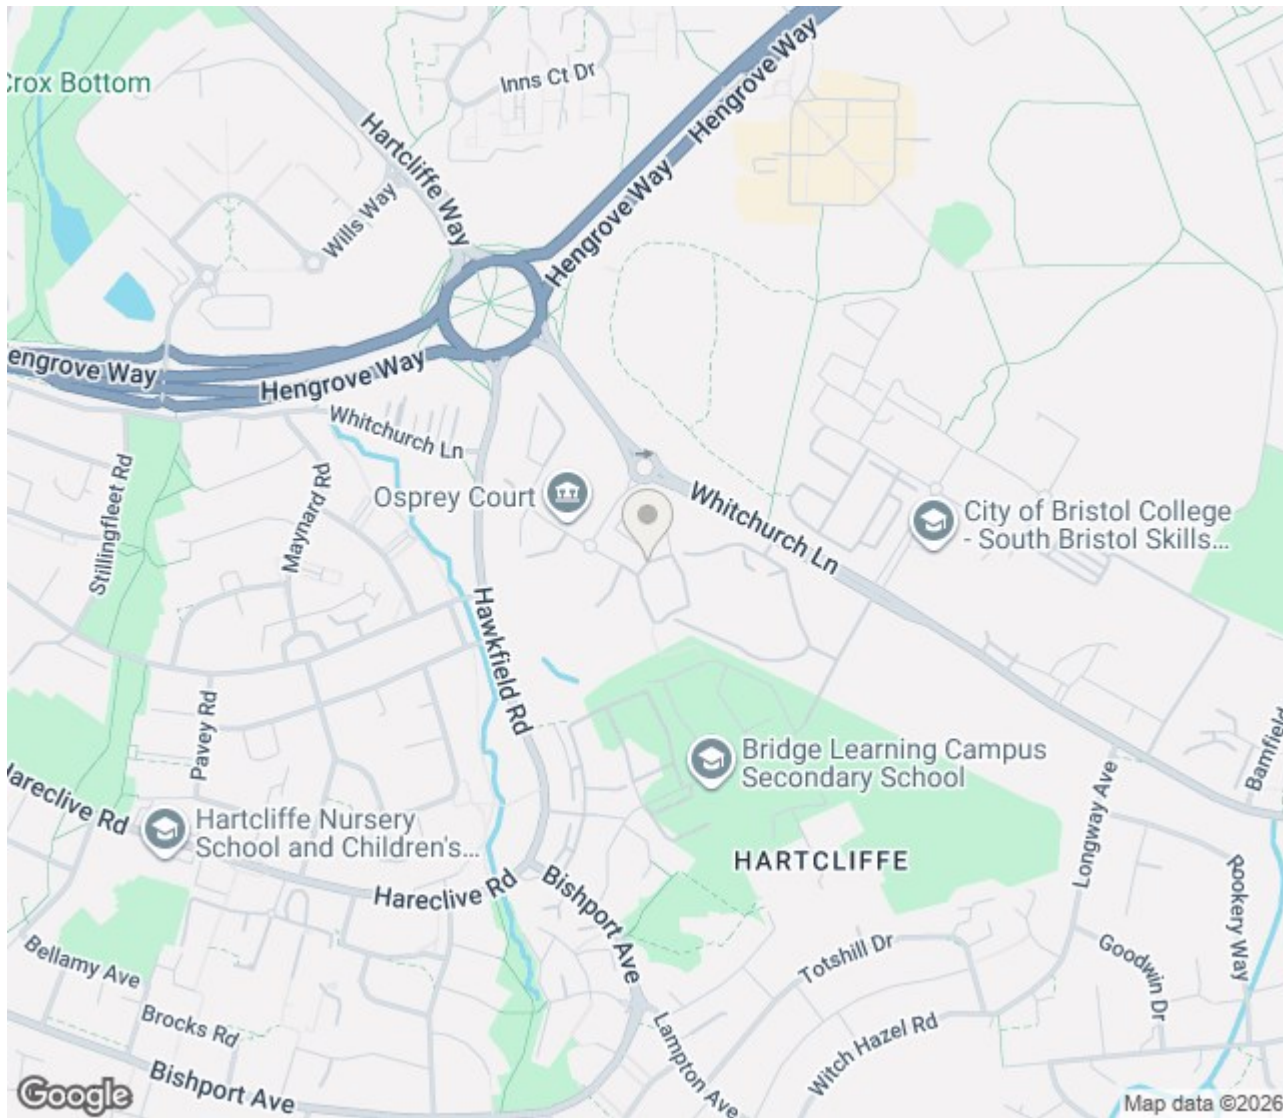 Crox Bottom
Inns Ct Dr
Hengrove Way
Hartcliffe Way
Wills Way
Hengrove Way
engrove Way
Hengrove Way
Whitchurch Ln
Stillingfleet Rd
Maynard Rd
Osprey Court
Whitchurch Ln
City of Bristol College
- South Bristol Skills...
Hawkfield Rd
Pavey Rd
Bridge Learning Campus
Secondary School
Barnfield
Hareclive Rd
Hartcliffe Nursery
School and Children's...
Longway Ave
HARTCLIFFE
Rookery Way
Hareclive Rd
Bishport Ave
Totshill Dr
Goodwin Dr
Bellamy Ave
Brocks Rd
Witch Hazel Rd
Lampton Ave
Bishport Ave
Google
Map data ©2026